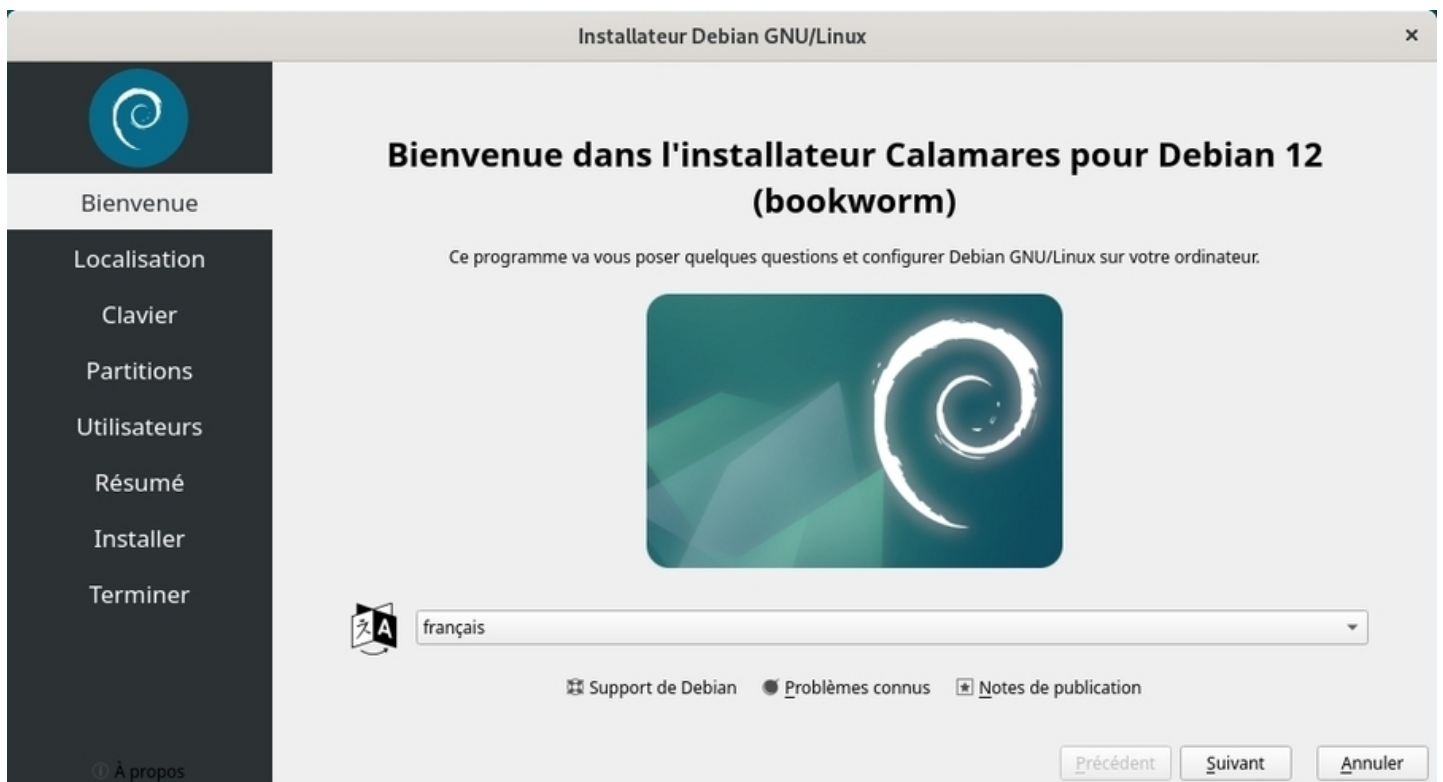 Installateur Debian GNU/Linux
×
Bienvenue
Localisation
Clavier
Partitions
Utilisateurs
Résumé
Installer
Terminer
À propos
Bienvenue dans l'installateur Calamares pour Debian 12
(bookworm)
Ce programme va vous poser quelques questions et configurer Debian GNU/Linux sur votre ordinateur.
français
Support de Debian Problèmes connus Notes de publication
Précédent Suivant Annuler